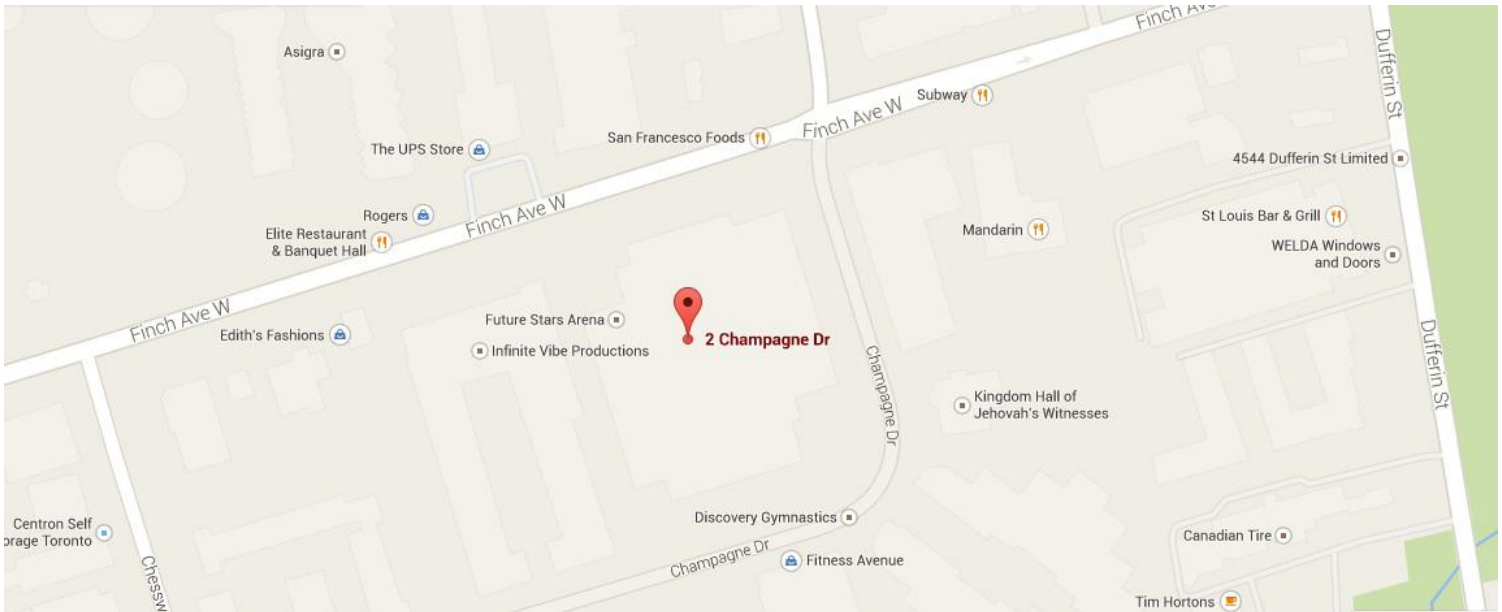 Finch Ave
Dufferin St
Asigra
Subway
Finch Ave W
San Francesco Foods
The UPS Store
4544 Dufferin St Limited
Rogers
Finch Ave W
St Louis Bar & Grill
Elite Restaurant
& Banquet Hall
Mandarin
WELDA Windows
and Doors
Finch Ave W
Future Stars Arena
Edith's Fashions
2 Champagne Dr
Infinite Vibe Productions
Champagne Dr
Dufferin St
Kingdom Hall of
Jehovah's Witnesses
Discovery Gymnastics
Centron Self
orage Toronto
Canadian Tire
Champagne Dr
Fitness Avenue
Chessw
Tim Hortons